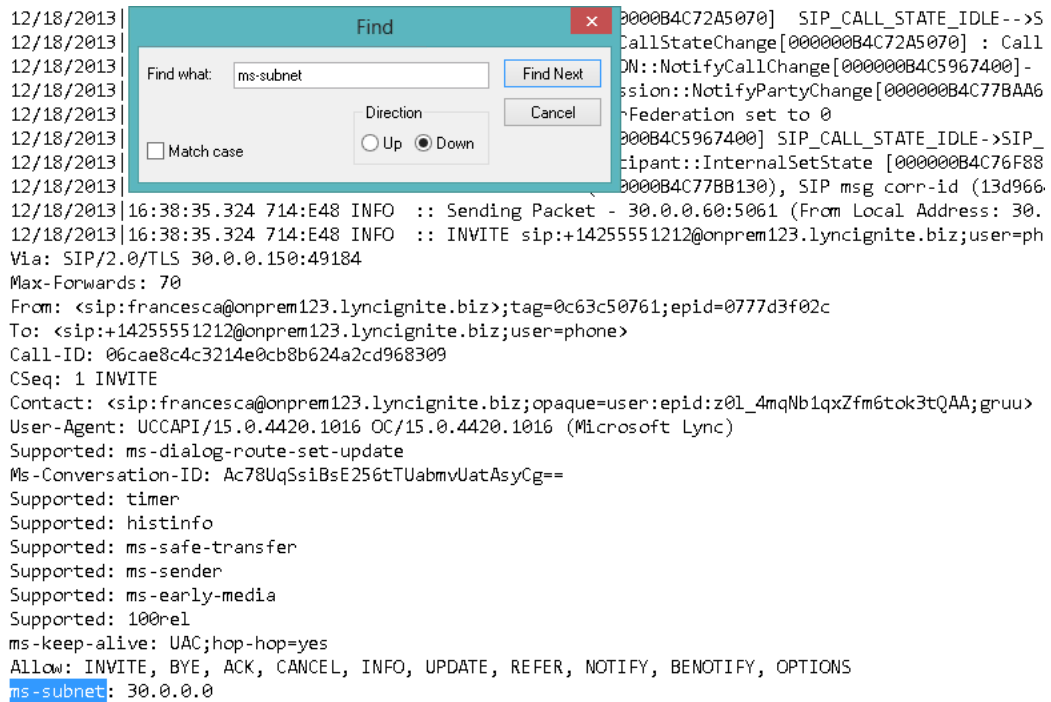 12/18/2013| 0000B4C72A5070] SIP_CALL_STATE_IDLE-->S
12/18/2013| CallStateChange[000000B4C72A5070] : Call
12/18/2013| ON::NotifyCallChange[000000B4C5967400]-
12/18/2013| ssion::NotifyPartyChange[000000B4C77BAA6
12/18/2013| rFederation set to 0
12/18/2013| 000B4C5967400] SIP_CALL_STATE_IDLE->SIP_
12/18/2013| cipant::InternalSetState [000000B4C76F88
12/18/2013| 0000B4C77BB130), SIP msg corr-id (13d966
Find
Find what: ms-subnet Find Next
Direction Cancel
Up Down
Match case
12/18/2013|16:38:35.324 714:E48 INFO :: Sending Packet - 30.0.0.60:5061 (From Local Address: 30.
12/18/2013|16:38:35.324 714:E48 INFO :: INVITE sip:+14255551212@onprem123.lyncignite.biz;user=ph
Via: SIP/2.0/TLS 30.0.0.150:49184
Max-Forwards: 70
From: <sip:francesca@onprem123.lyncignite.biz>;tag=0c63c50761;epid=0777d3f02c
To: <sip:+14255551212@onprem123.lyncignite.biz;user=phone>
Call-ID: 06cae8c4c3214e0cb8b624a2cd968309
CSeq: 1 INVITE
Contact: <sip:francesca@onprem123.lyncignite.biz;opaque=user:epid:z0l_4mqNb1qxZfm6tok3tQAA;gruu>
User-Agent: UCCAPI/15.0.4420.1016 OC/15.0.4420.1016 (Microsoft Lync)
Supported: ms-dialog-route-set-update
Ms-Conversation-ID: Ac78UqSsiBsE256tTUabmvUatAsyCg==
Supported: timer
Supported: histinfo
Supported: ms-safe-transfer
Supported: ms-sender
Supported: ms-early-media
Supported: 100rel
ms-keep-alive: UAC;hop-hop=yes
Allow: INVITE, BYE, ACK, CANCEL, INFO, UPDATE, REFER, NOTIFY, BENOTIFY, OPTIONS
ms-subnet: 30.0.0.0